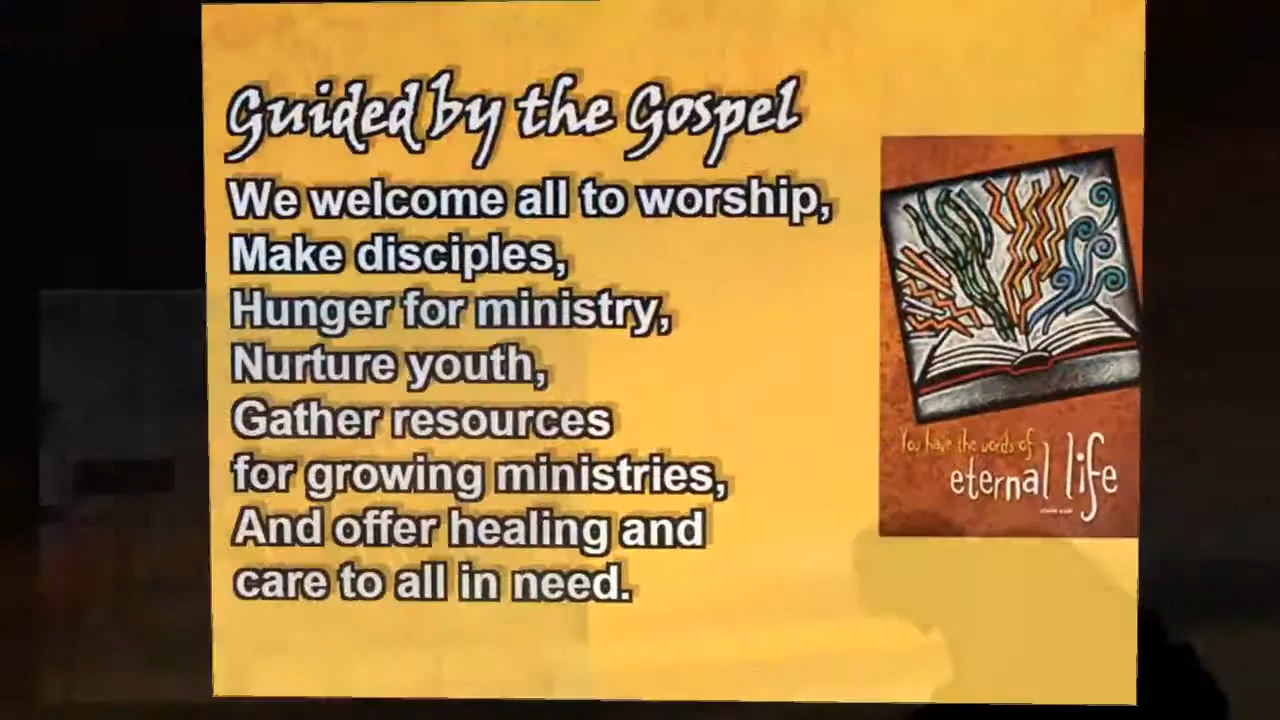 Guided by the Gospel
We welcome all to worship,
Make disciples,
Hunger for ministry,
Nurture youth,
Gather resources
for growing ministries,
And offer healing and
care to all in need.
You have the words of
eternal life